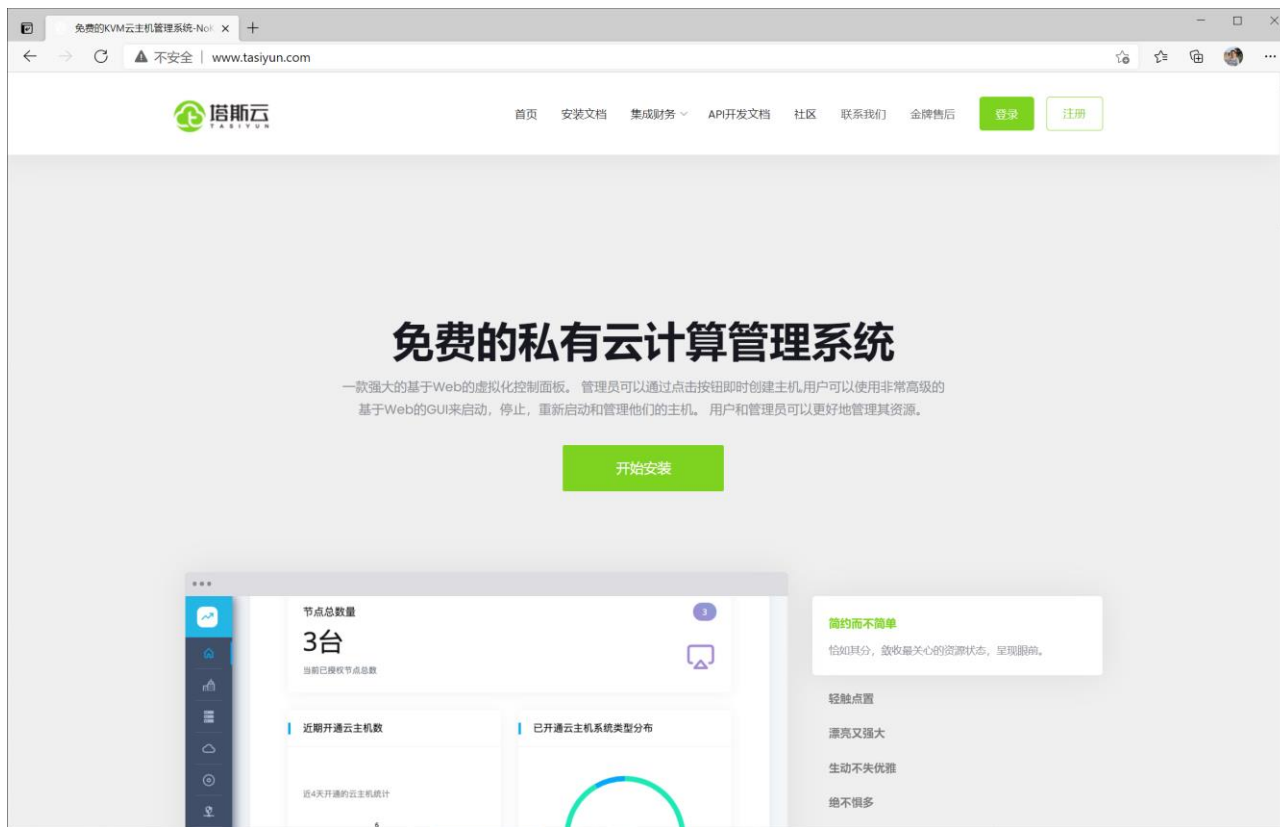 免费的KVM云主机管理系统-Nok
不安全 | www.tasiyun.com
塔斯云
TASIYUN
首页 安装文档 集成财务 API开发文档 社区 联系我们 金牌售后 登录 注册
免费的私有云计算管理系统
一款强大的基于Web的虚拟化控制面板。 管理员可以通过点击按钮即时创建主机,用户可以使用非常高级的
基于Web的GUI来启动，停止，重新启动和管理他们的主机。 用户和管理员可以更好地管理其资源。
开始安装
节点总数量
3
3台
当前已授权节点总数
近期开通云主机数
已开通云主机系统类型分布
近4天开通的云主机统计
6
简约而不简单
恰如其分，敛收最关心的资源状态，呈现眼前。
轻触点置
漂亮又强大
生动不失优雅
绝不惧多